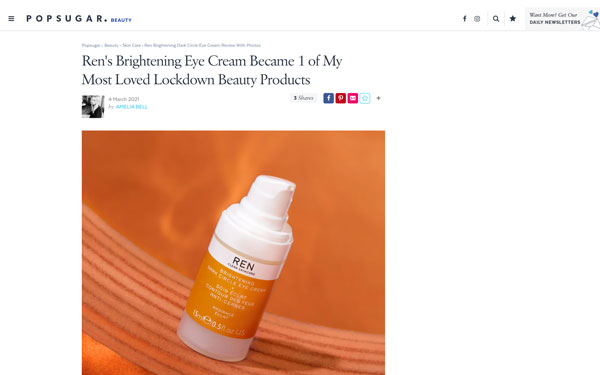 POPSUGAR. BEAUTY
Want More? Get Our
DAILY NEWSLETTERS
Popsugar › Beauty › Skin Care › Ren Brightening Dark Circle Eye Cream Review With Photos
Ren's Brightening Eye Cream Became 1 of My
Most Loved Lockdown Beauty Products
4 March 2021
by AMELIA BELL
3 Shares
REN
CLEAN SKINCARE
BRIGHTENING
DARK CIRCLE EYE CREAM
SOIN ÉCLAT
CONTOUR DES YEUX
ANTI-CERNES
RADIANCE
ÉCLAT
15ml e 0.5 fl. oz. US